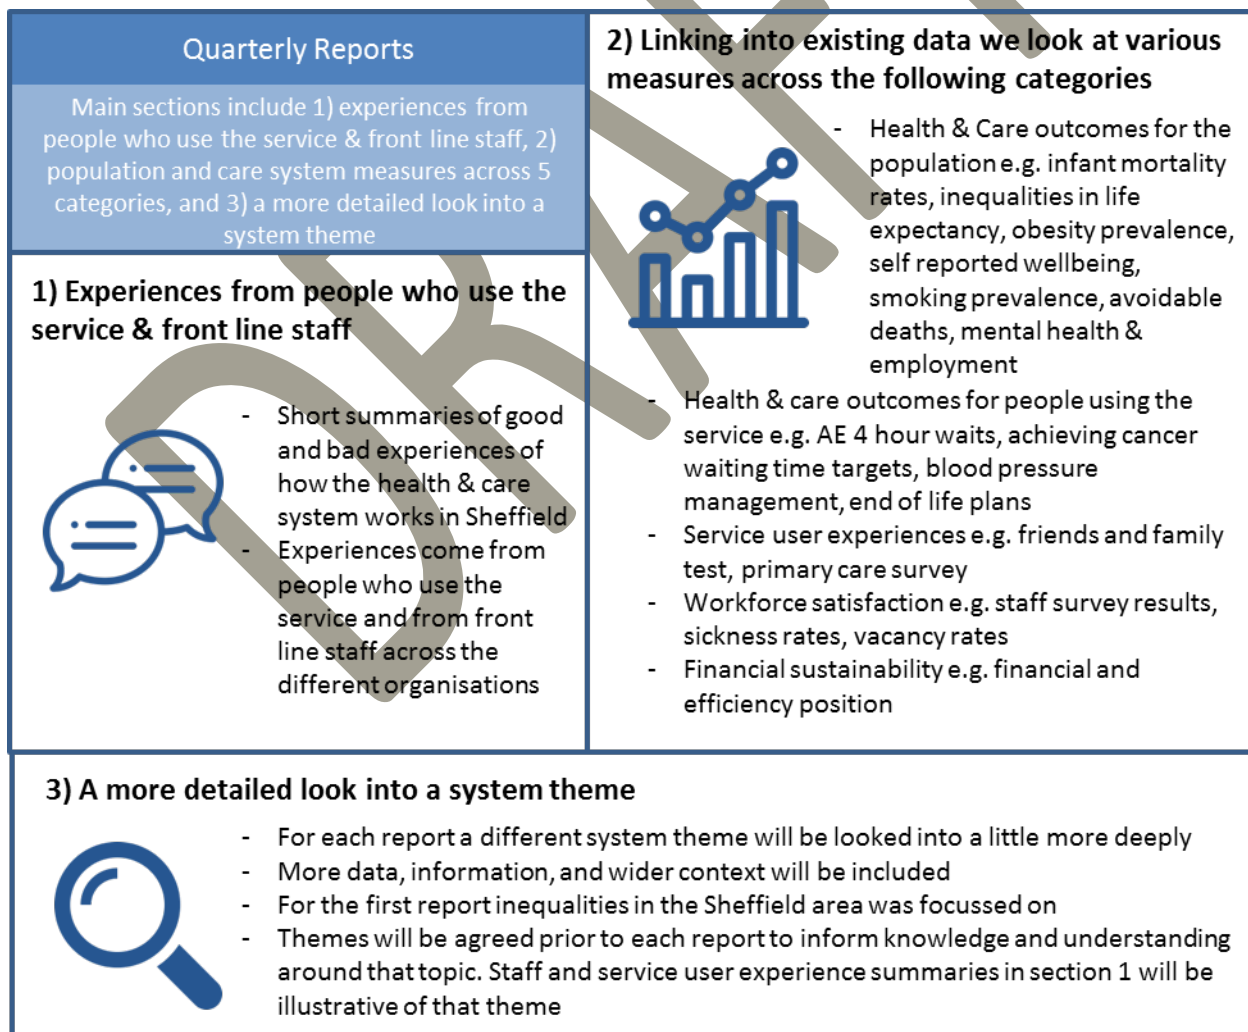 Quarterly Reports
Main sections include 1) experiences from
people who use the service & front line staff, 2)
population and care system measures across 5
categories, and 3) a more detailed look into a
system theme
1) Experiences from people who use the
service & front line staff
- Short summaries of good
and bad experiences of
how the health & care
system works in Sheffield
- Experiences come from
people who use the
service and from front
line staff across the
different organisations
2) Linking into existing data we look at various
measures across the following categories
- Health & Care outcomes for the
population e.g. infant mortality
rates, inequalities in life
expectancy, obesity prevalence,
self reported wellbeing,
smoking prevalence, avoidable
deaths, mental health &
employment
- Health & care outcomes for people using the
service e.g. AE 4 hour waits, achieving cancer
waiting time targets, blood pressure
management, end of life plans
- Service user experiences e.g. friends and family
test, primary care survey
- Workforce satisfaction e.g. staff survey results,
sickness rates, vacancy rates
- Financial sustainability e.g. financial and
efficiency position
3) A more detailed look into a system theme
- For each report a different system theme will be looked into a little more deeply
- More data, information, and wider context will be included
- For the first report inequalities in the Sheffield area was focussed on
- Themes will be agreed prior to each report to inform knowledge and understanding
around that topic. Staff and service user experience summaries in section 1 will be
illustrative of that theme
DRAFT